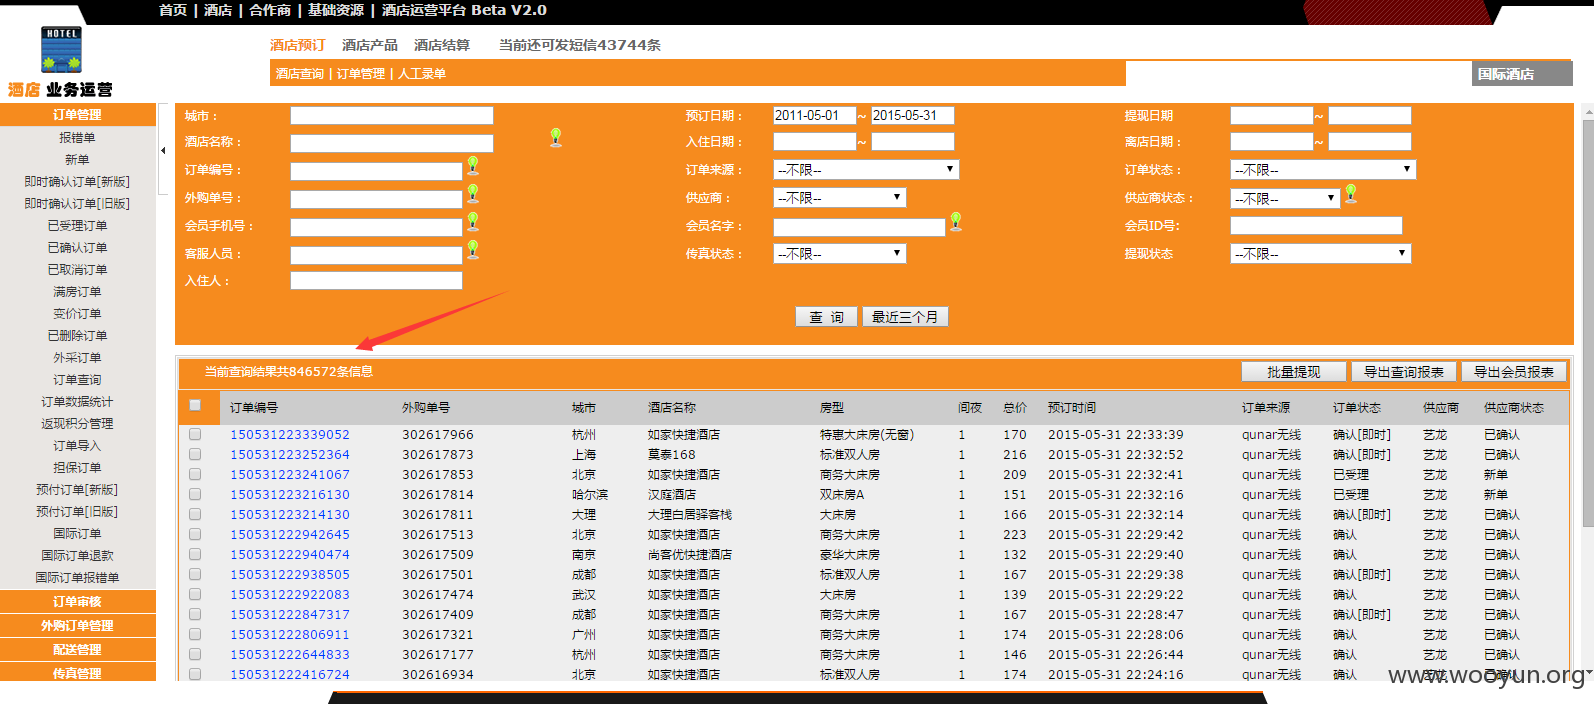 首页 | 酒店 | 合作商 | 基础资源 | 酒店运营平台 Beta V2.0
HOTEL
酒店 业务运营
酒店预订 酒店产品 酒店结算 当前还可发短信43744条
酒店查询 | 订单管理 | 人工录单
国际酒店
订单管理
报错单
新单
即时确认订单[新版]
即时确认订单[旧版]
已受理订单
已确认订单
已取消订单
满房订单
变价订单
已删除订单
外采订单
订单查询
订单数据统计
返现积分管理
订单导入
担保订单
预付订单[新版]
预付订单[旧版]
国际订单
国际订单退款
国际订单报错单
订单审核
外购订单管理
配送管理
传真管理
城市： 预订日期： 2011-05-01 ~ 2015-05-31 提现日期 ~
酒店名称： 入住日期： ~ 离店日期： ~
订单编号： 订单来源： --不限-- 订单状态： --不限--
外购单号： 供应商： --不限-- 供应商状态： --不限--
会员手机号： 会员名字： 会员ID号:
客服人员： 传真状态： --不限-- 提现状态 --不限--
入住人：
查 询 最近三个月
当前查询结果共846572条信息 批量提现 导出查询报表 导出会员报表
订单编号 外购单号 城市 酒店名称 房型 间夜 总价 预订时间 订单来源 订单状态 供应商 供应商状态
150531223339052 302617966 杭州 如家快捷酒店 特惠大床房(无窗) 1 170 2015-05-31 22:33:39 qunar无线 确认[即时] 艺龙 已确认
150531223252364 302617873 上海 莫泰168 标准双人房 1 216 2015-05-31 22:32:52 qunar无线 确认[即时] 艺龙 已确认
150531223241067 302617853 北京 如家快捷酒店 商务大床房 1 209 2015-05-31 22:32:41 qunar无线 已受理 艺龙 新单
150531223216130 302617814 哈尔滨 汉庭酒店 双床房A 1 151 2015-05-31 22:32:16 qunar无线 已受理 艺龙 新单
150531223214130 302617811 大理 大理白居驿客栈 大床房 1 166 2015-05-31 22:32:14 qunar无线 确认[即时] 艺龙 已确认
150531222942645 302617513 北京 如家快捷酒店 商务大床房 1 223 2015-05-31 22:29:42 qunar无线 确认 艺龙 已确认
150531222940474 302617509 南京 尚客优快捷酒店 豪华大床房 1 132 2015-05-31 22:29:40 qunar无线 确认 艺龙 已确认
150531222938505 302617501 成都 如家快捷酒店 标准双人房 1 167 2015-05-31 22:29:38 qunar无线 确认[即时] 艺龙 已确认
150531222922083 302617474 武汉 如家快捷酒店 大床房 1 139 2015-05-31 22:29:22 qunar无线 确认 艺龙 已确认
150531222847317 302617409 成都 如家快捷酒店 商务大床房 1 167 2015-05-31 22:28:47 qunar无线 确认[即时] 艺龙 已确认
150531222806911 302617321 广州 如家快捷酒店 商务大床房 1 174 2015-05-31 22:28:06 qunar无线 确认 艺龙 已确认
150531222644833 302617177 杭州 如家快捷酒店 商务大床房 1 146 2015-05-31 22:26:44 qunar无线 确认 艺龙 已确认
150531222416724 302616934 北京 如家快捷酒店 商务大床房 1 174 2015-05-31 22:24:16 qunar无线 确认 艺龙 已确认
www.wooyun.org